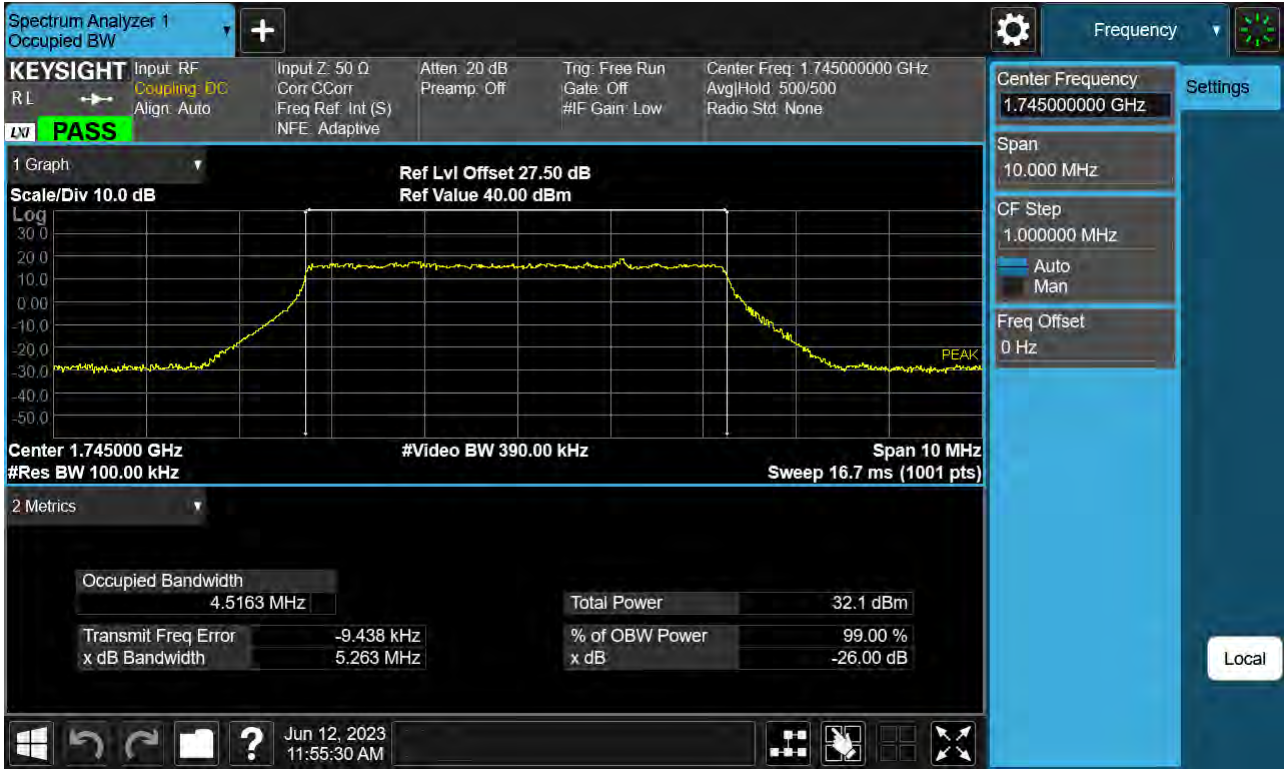 Spectrum Analyzer 1
Occupied BW
+
Frequency
KEYSIGHT
R L
LXI
PASS
Input: RF
Coupling: DC
Align: Auto
Input Z: 50 Ω
Corr CCorr
Freq Ref: Int (S)
NFE: Adaptive
Atten: 20 dB
Preamp: Off
Trig: Free Run
Gate: Off
#IF Gain: Low
Center Freq: 1.745000000 GHz
Avg|Hold: 500/500
Radio Std: None
Center Frequency
1.745000000 GHz
Settings
Span
10.000 MHz
CF Step
1.000000 MHz
Auto
Man
Freq Offset
0 Hz
Local
1 Graph
Scale/Div 10.0 dB
Ref Lvl Offset 27.50 dB
Ref Value 40.00 dBm
Log
30.0
20.0
10.0
0.00
-10.0
-20.0
-30.0
-40.0
-50.0
PEAK
Center 1.745000 GHz
#Video BW 390.00 kHz
Span 10 MHz
#Res BW 100.00 kHz
Sweep 16.7 ms (1001 pts)
2 Metrics
Occupied Bandwidth
4.5163 MHz
Total Power 32.1 dBm
Transmit Freq Error -9.438 kHz
% of OBW Power 99.00 %
x dB Bandwidth 5.263 MHz
x dB -26.00 dB
?
Jun 12, 2023
11:55:30 AM